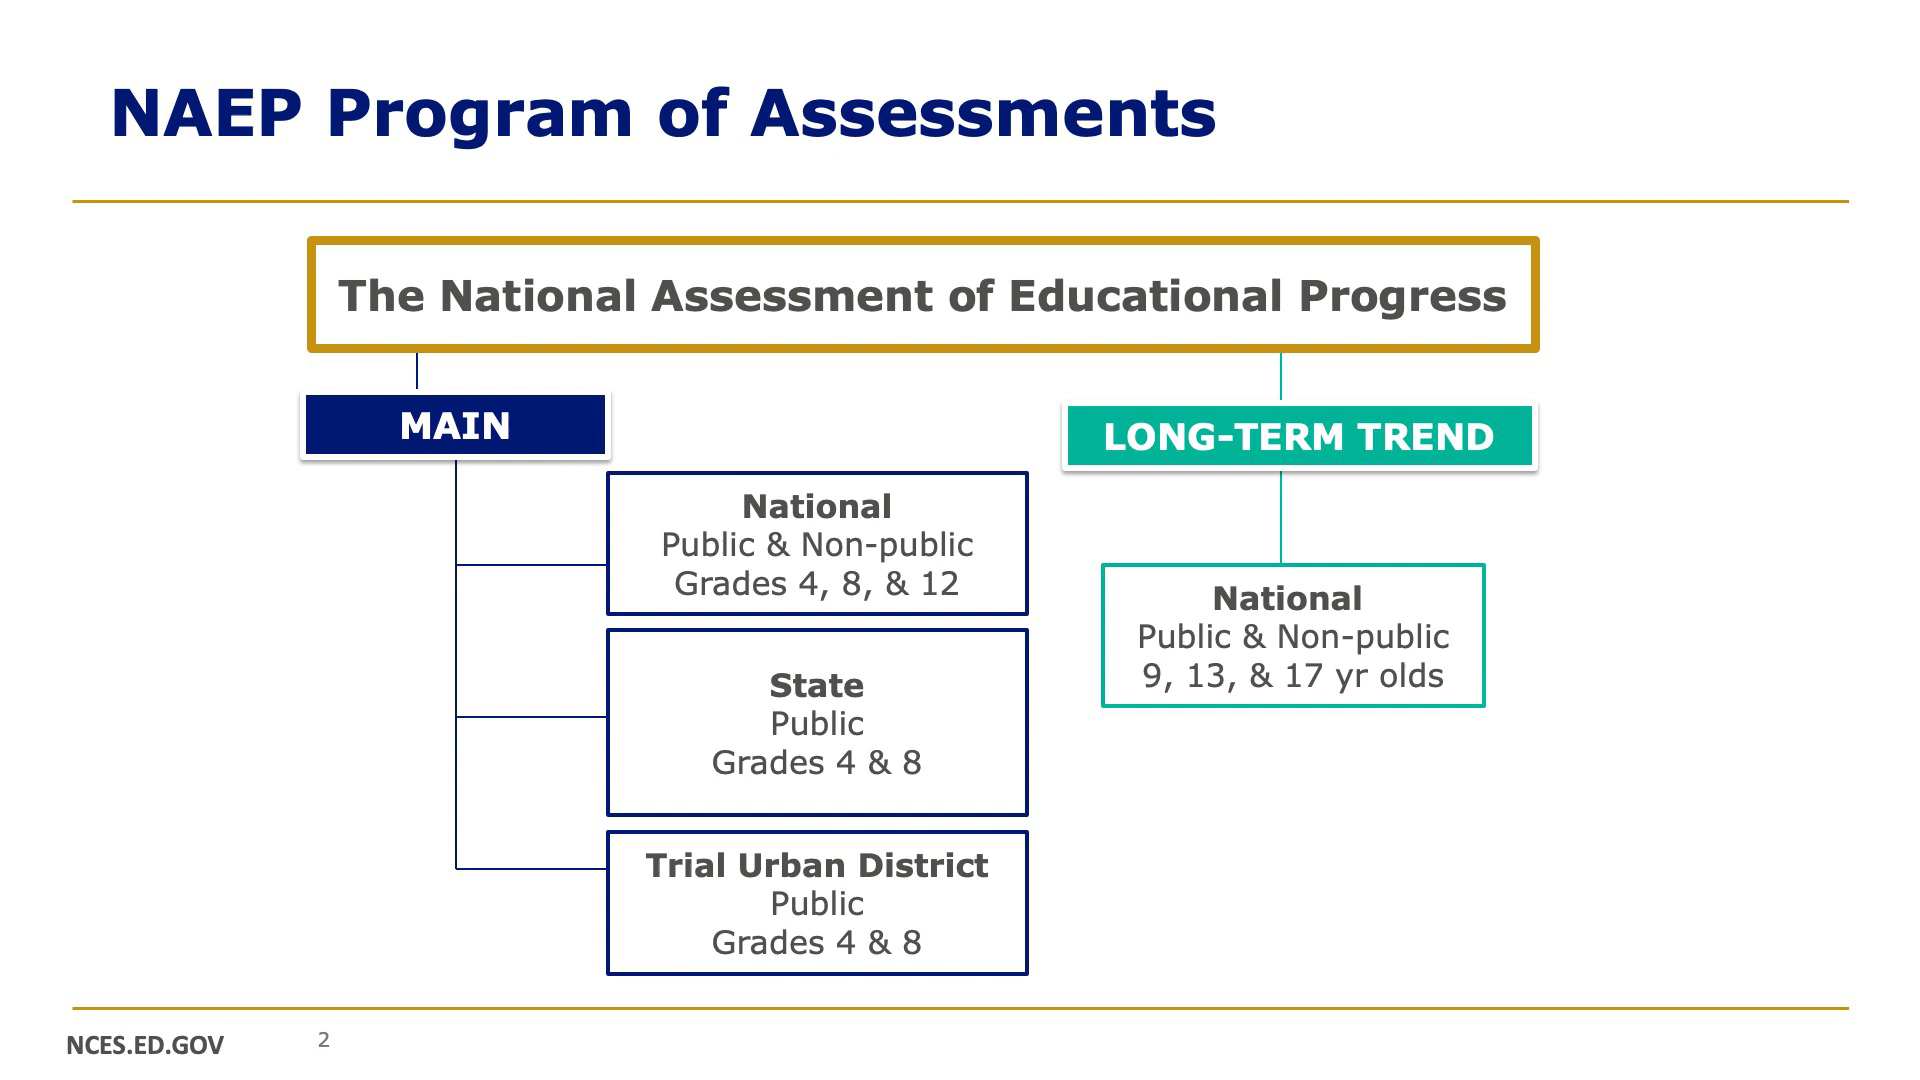 NAEP Program of Assessments
The National Assessment of Educational Progress
MAIN
National
Public & Non-public
Grades 4, 8, & 12
State
Public
Grades 4 & 8
Trial Urban District
Public
Grades 4 & 8
LONG-TERM TREND
National
Public & Non-public
9, 13, & 17 yr olds
NCES.ED.GOV
2